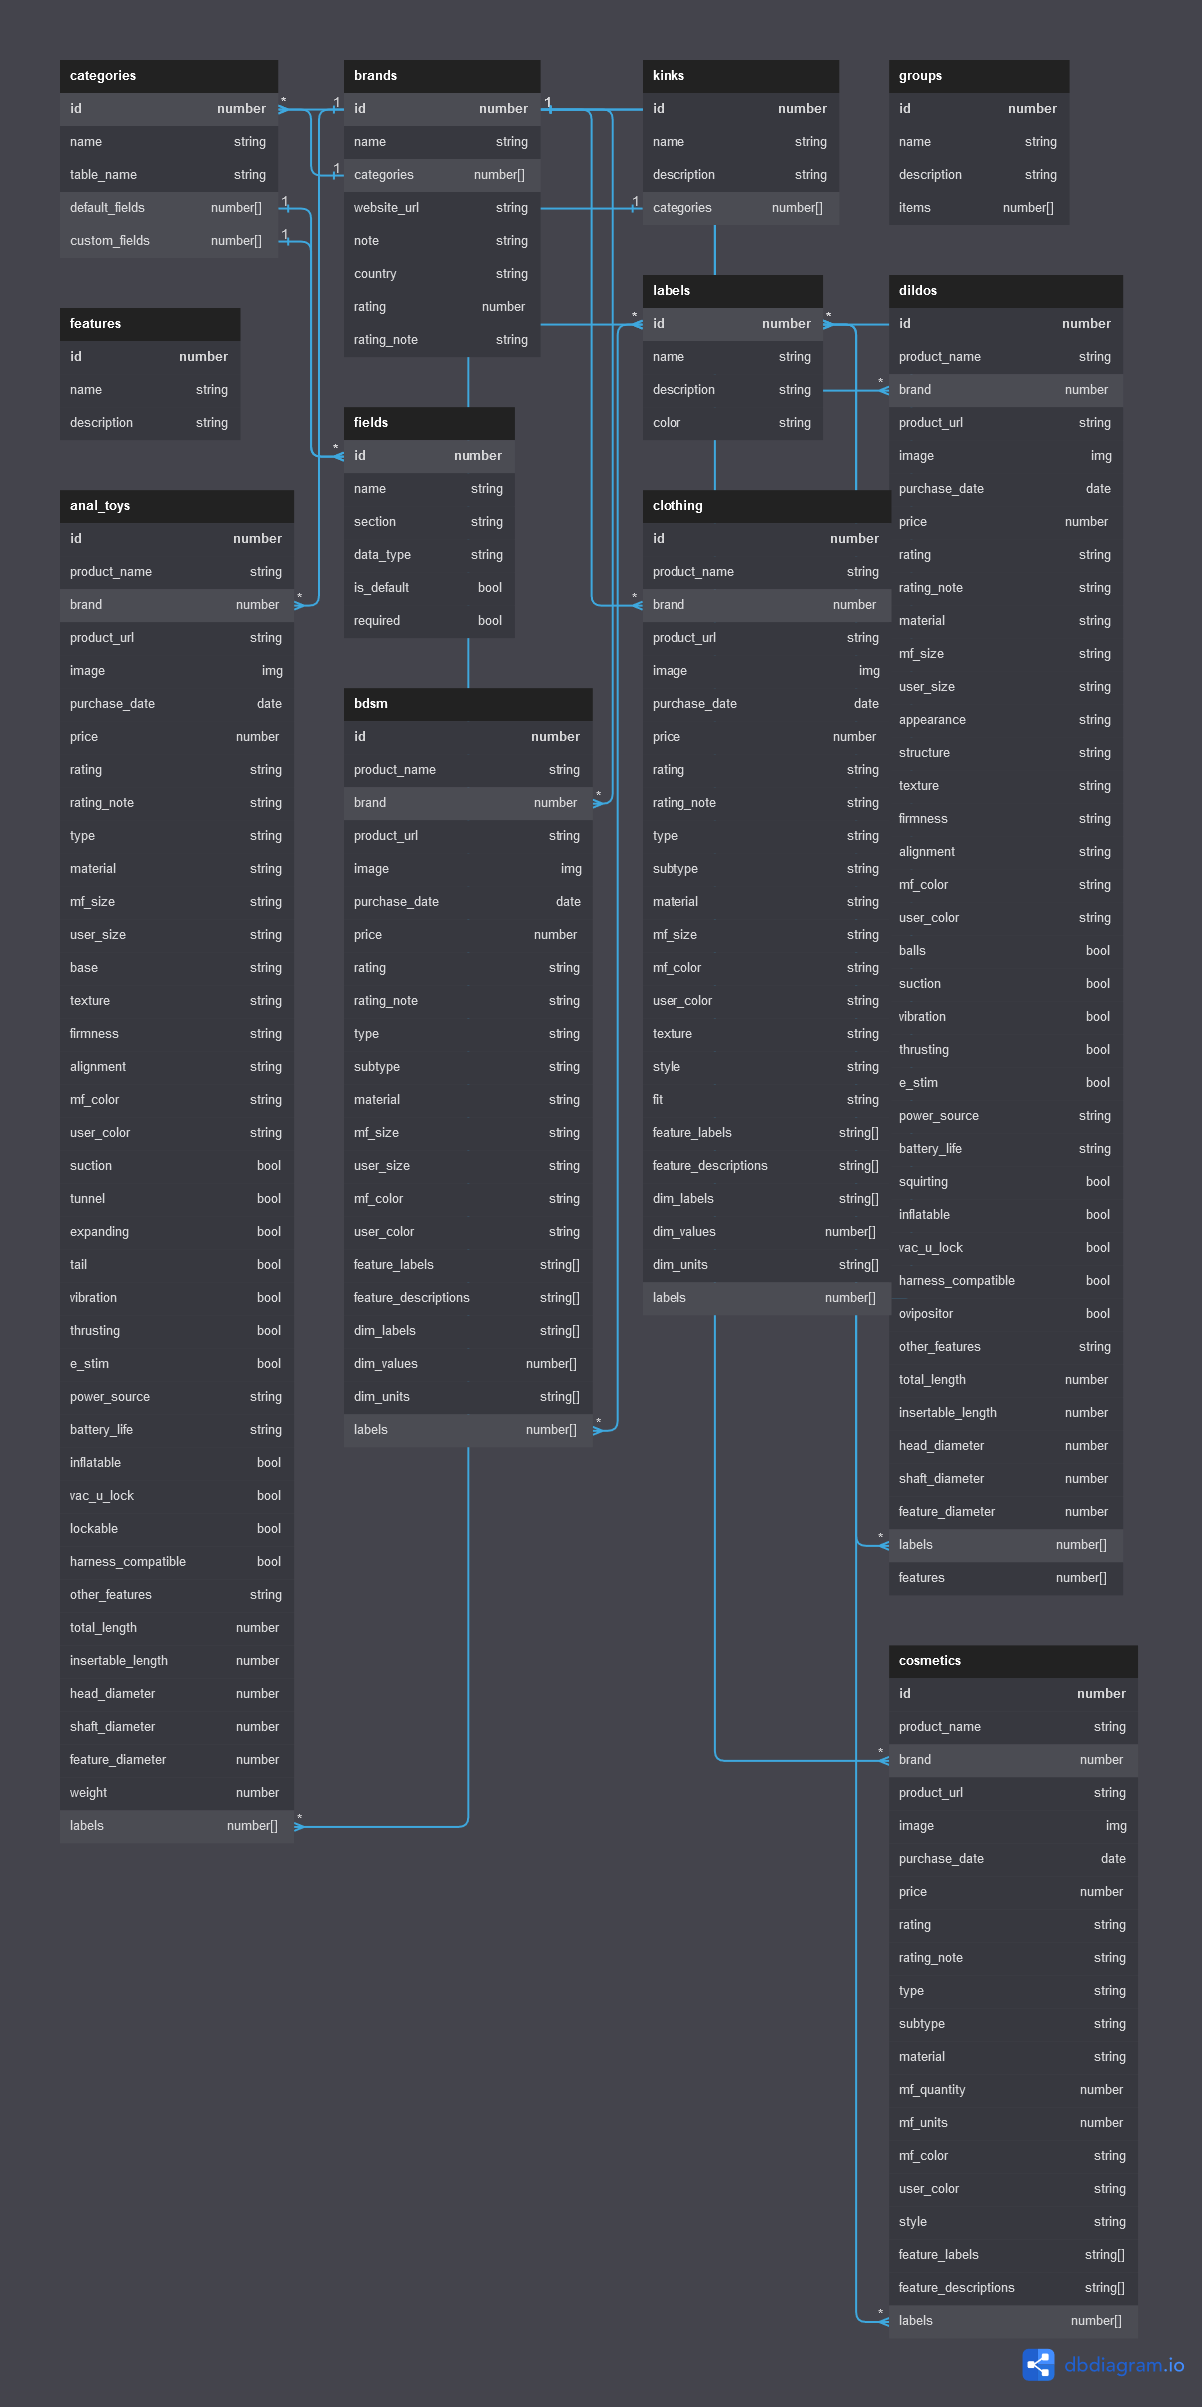 categories
id number
name string
table_name string
default_fields number[]
custom_fields number[]
brands
id number
name string
categories number[]
website_url string
note string
country string
rating number
rating_note string
kinks
id number
name string
description string
categories number[]
groups
id number
name string
description string
items number[]
features
id number
name string
description string
fields
id number
name string
section string
data_type string
is_default bool
required bool
labels
id number
name string
description string
color string
anal_toys
id number
product_name string
brand number
product_url string
image img
purchase_date date
price number
rating string
rating_note string
type string
material string
mf_size string
user_size string
base string
texture string
firmness string
alignment string
mf_color string
user_color string
suction bool
tunnel bool
expanding bool
tail bool
vibration bool
thrusting bool
e_stim bool
power_source string
battery_life string
inflatable bool
vac_u_lock bool
lockable bool
harness_compatible bool
other_features string
total_length number
insertable_length number
head_diameter number
shaft_diameter number
feature_diameter number
weight number
labels number[]
bdsm
id number
product_name string
brand number
product_url string
image img
purchase_date date
price number
rating string
rating_note string
type string
subtype string
material string
mf_size string
user_size string
mf_color string
user_color string
feature_labels string[]
feature_descriptions string[]
dim_labels string[]
dim_values number[]
dim_units string[]
labels number[]
clothing
id number
product_name string
brand number
product_url string
image img
purchase_date date
price number
rating string
rating_note string
type string
subtype string
material string
mf_size string
mf_color string
user_color string
texture string
style string
fit string
feature_labels string[]
feature_descriptions string[]
dim_labels string[]
dim_values number[]
dim_units string[]
labels number[]
dildos
id number
product_name string
brand number
product_url string
image img
purchase_date date
price number
rating string
rating_note string
material string
mf_size string
user_size string
appearance string
structure string
texture string
firmness string
alignment string
mf_color string
user_color string
balls bool
suction bool
vibration bool
thrusting bool
e_stim bool
power_source string
battery_life string
squirting bool
inflatable bool
vac_u_lock bool
harness_compatible bool
ovipositor bool
other_features string
total_length number
insertable_length number
head_diameter number
shaft_diameter number
feature_diameter number
labels number[]
features number[]
cosmetics
id number
product_name string
brand number
product_url string
image img
purchase_date date
price number
rating string
rating_note string
type string
subtype string
material string
mf_quantity number
mf_units number
mf_color string
user_color string
style string
feature_labels string[]
feature_descriptions string[]
labels number[]
* 1
1
1
1
1
1
*
*
*
*
*
*
*
*
*
*
*
*
*
dbdiagram.io